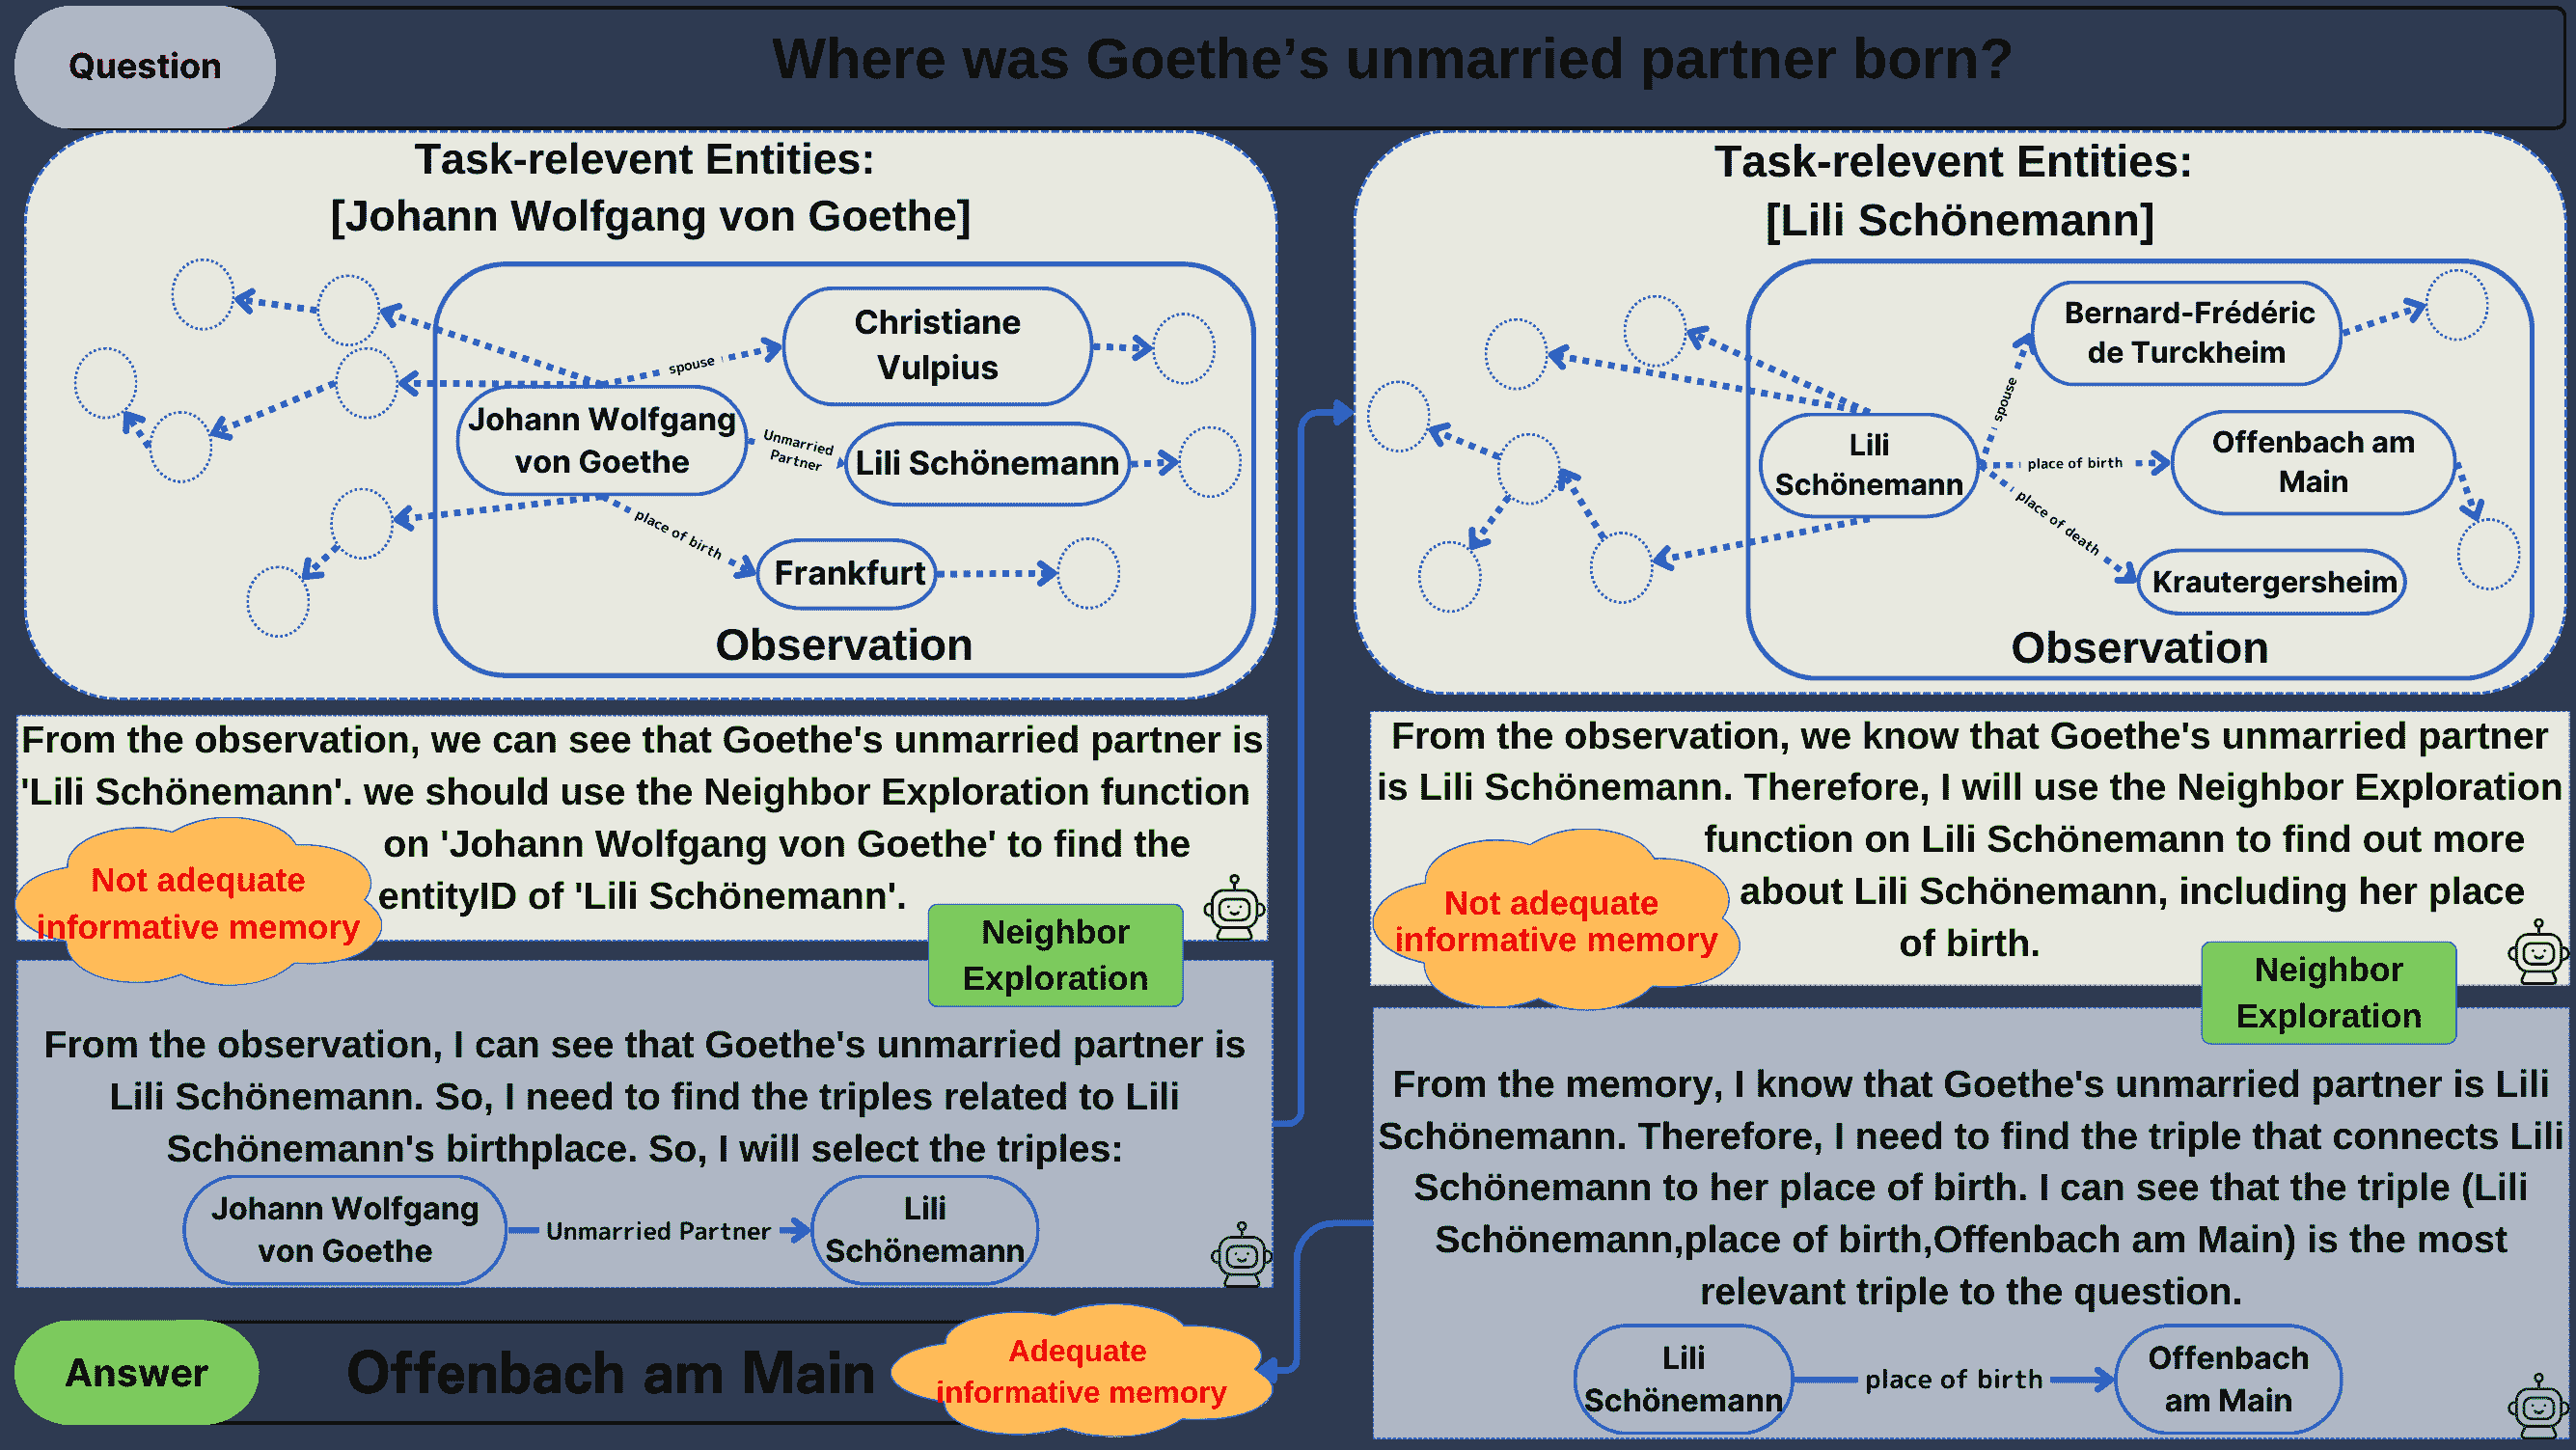 Question
Where was Goethe’s unmarried partner born?
Task-relevent Entities:
[Johann Wolfgang von Goethe]
Christiane
Vulpius
spouse
Johann Wolfgang
von Goethe
Unmarried
Partner
Lili Schönemann
place of birth
Frankfurt
Observation
From the observation, we can see that Goethe's unmarried partner is
'Lili Schönemann'. we should use the Neighbor Exploration function
on 'Johann Wolfgang von Goethe' to find the
entityID of 'Lili Schönemann'.
Not adequate
informative memory
Neighbor
Exploration
From the observation, I can see that Goethe's unmarried partner is
Lili Schönemann. So, I need to find the triples related to Lili
Schönemann's birthplace. So, I will select the triples:
Johann Wolfgang
von Goethe
Unmarried Partner
Lili
Schönemann
Task-relevent Entities:
[Lili Schönemann]
Bernard-Frédéric
de Turckheim
spouse
Lili
Schönemann
place of birth
Offenbach am
Main
place of death
Krautergersheim
Observation
From the observation, we know that Goethe's unmarried partner
is Lili Schönemann. Therefore, I will use the Neighbor Exploration
function on Lili Schönemann to find out more
about Lili Schönemann, including her place
of birth.
Not adequate
informative memory
Neighbor
Exploration
From the memory, I know that Goethe's unmarried partner is Lili
Schönemann. Therefore, I need to find the triple that connects Lili
Schönemann to her place of birth. I can see that the triple (Lili
Schönemann,place of birth,Offenbach am Main) is the most
relevant triple to the question.
Lili
Schönemann
place of birth
Offenbach
am Main
Answer
Offenbach am Main
Adequate
informative memory